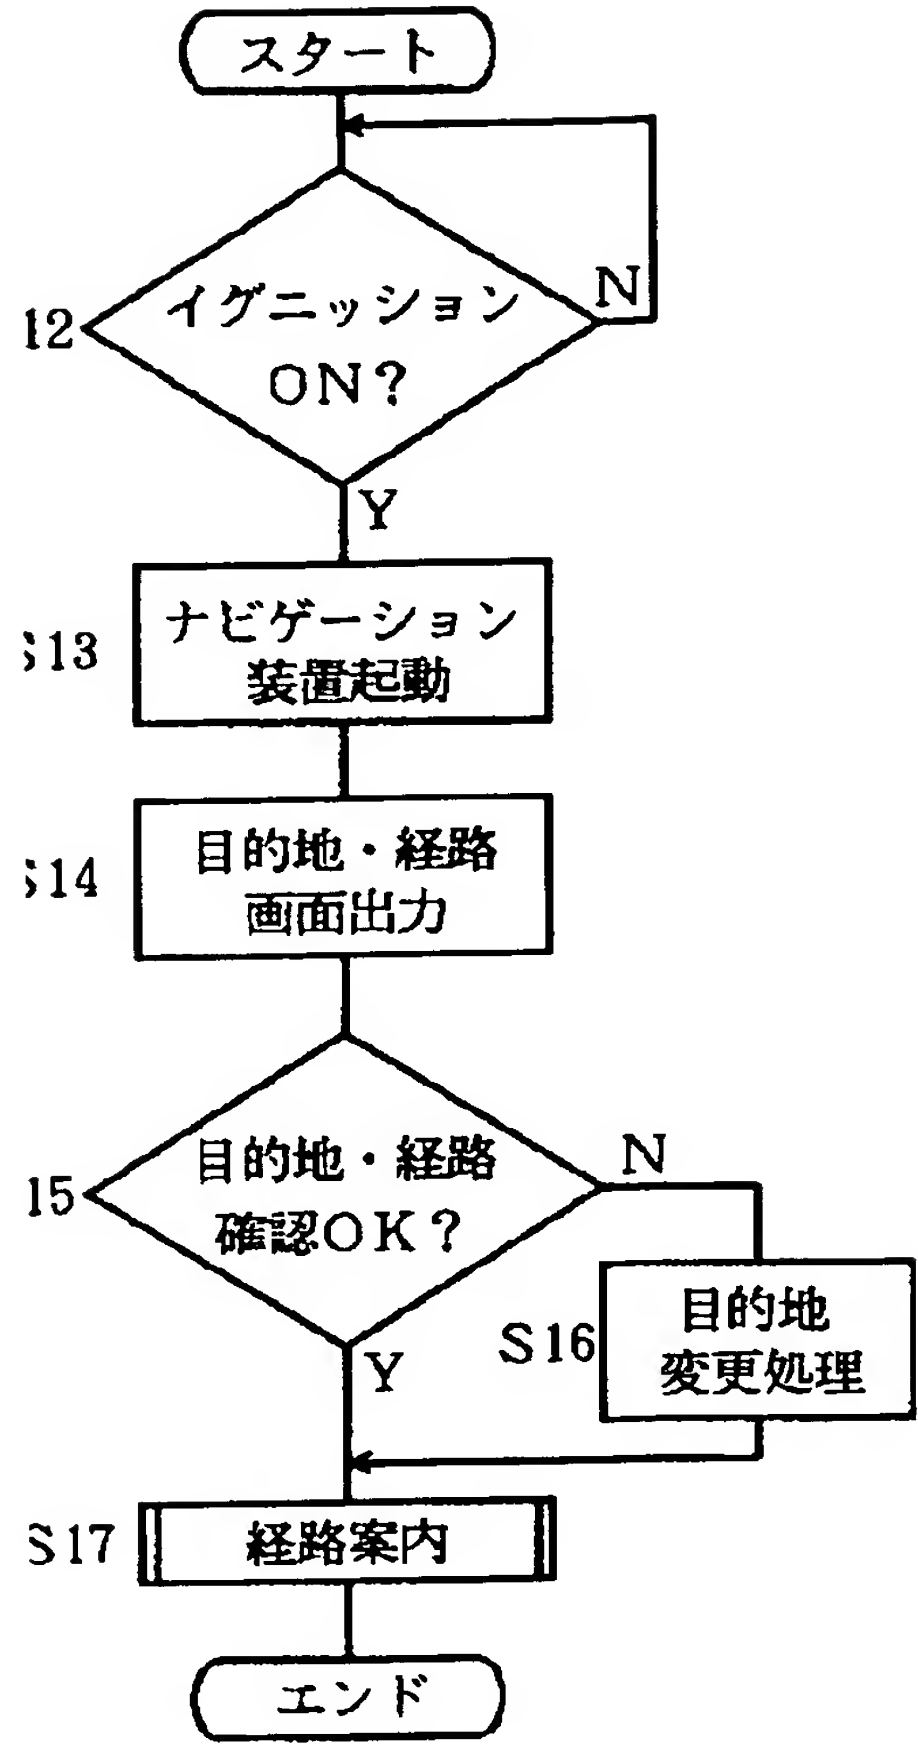 スタート
N
12
イグニッション
ON?
Y
S13
ナビゲーション
装置起動
S14
目的地・経路
画面出力
15
目的地・経路
確認OK?
N
Y
S16
目的地
変更処理
S17
経路案内
エンド